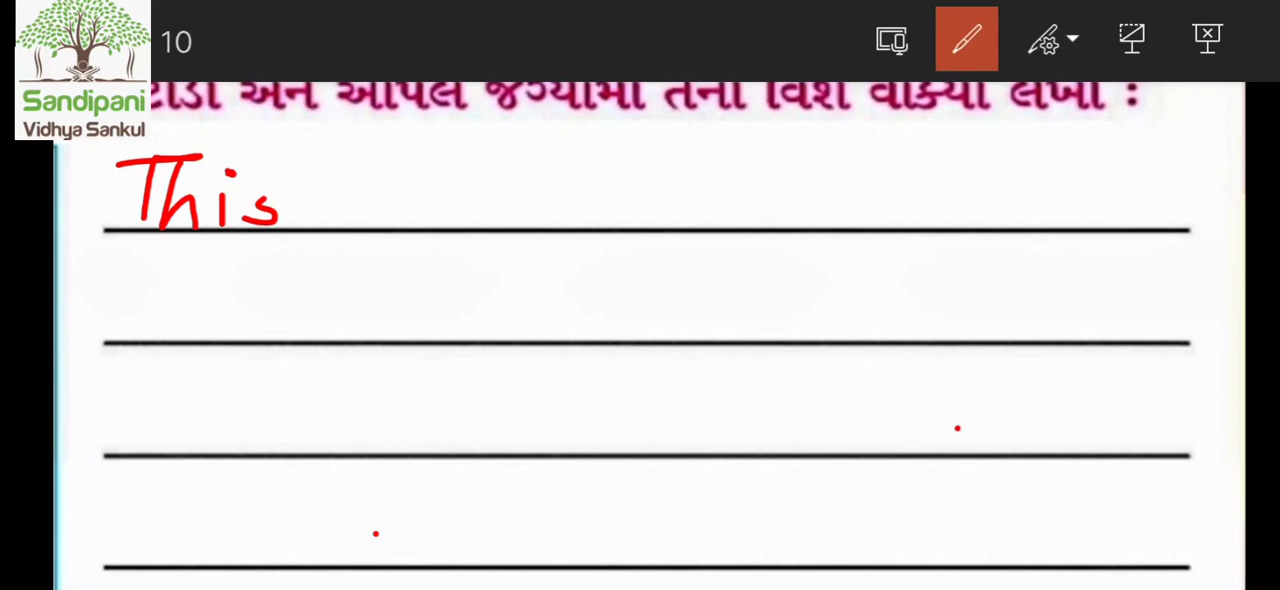 10
Sandipani
Vidhya Sankul
અને આપેલ જગ્યામાં તેના વિશે વાક્યો લખો :
This